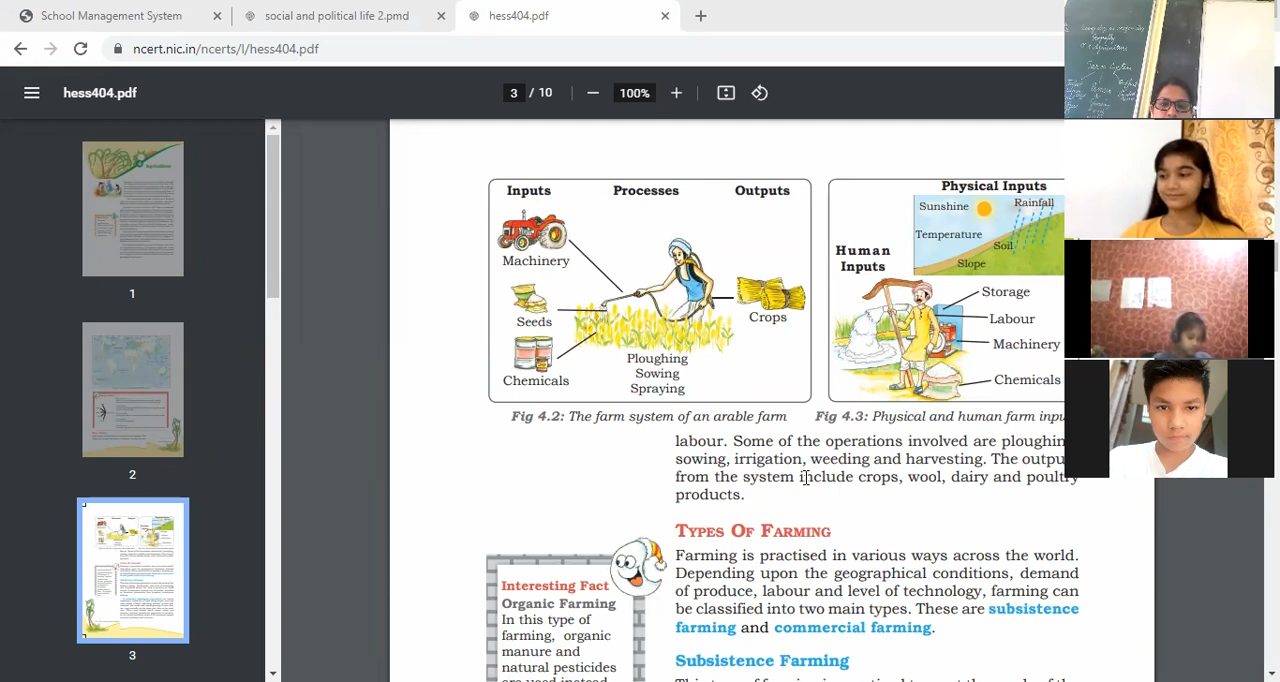 School Management System
social and political life 2.pmd
hess404.pdf
ncert.nic.in/ncerts/l/hess404.pdf
hess404.pdf
3 / 10
100%
1
2
3
Inputs
Processes
Outputs
Machinery
Seeds
Chemicals
Ploughing
Sowing
Spraying
Crops
Fig 4.2: The farm system of an arable farm
Physical Inputs
Sunshine
Rainfall
Temperature
Soil
Slope
Human
Inputs
Storage
Labour
Machinery
Chemicals
Fig 4.3: Physical and human farm
labour. Some of the operations involved are
sowing, irrigation, weeding and harvesting. The
from the system include crops, wool, dairy and poultry
products.
TYPES OF FARMING
Farming is practised in various ways across the world.
Depending upon the geographical conditions, demand
of produce, labour and level of technology, farming can
be classified into two main types. These are subsistence
farming and commercial farming.
Subsistence Farming
Interesting Fact
Organic Farming
In this type of
farming, organic
manure and
natural pesticides